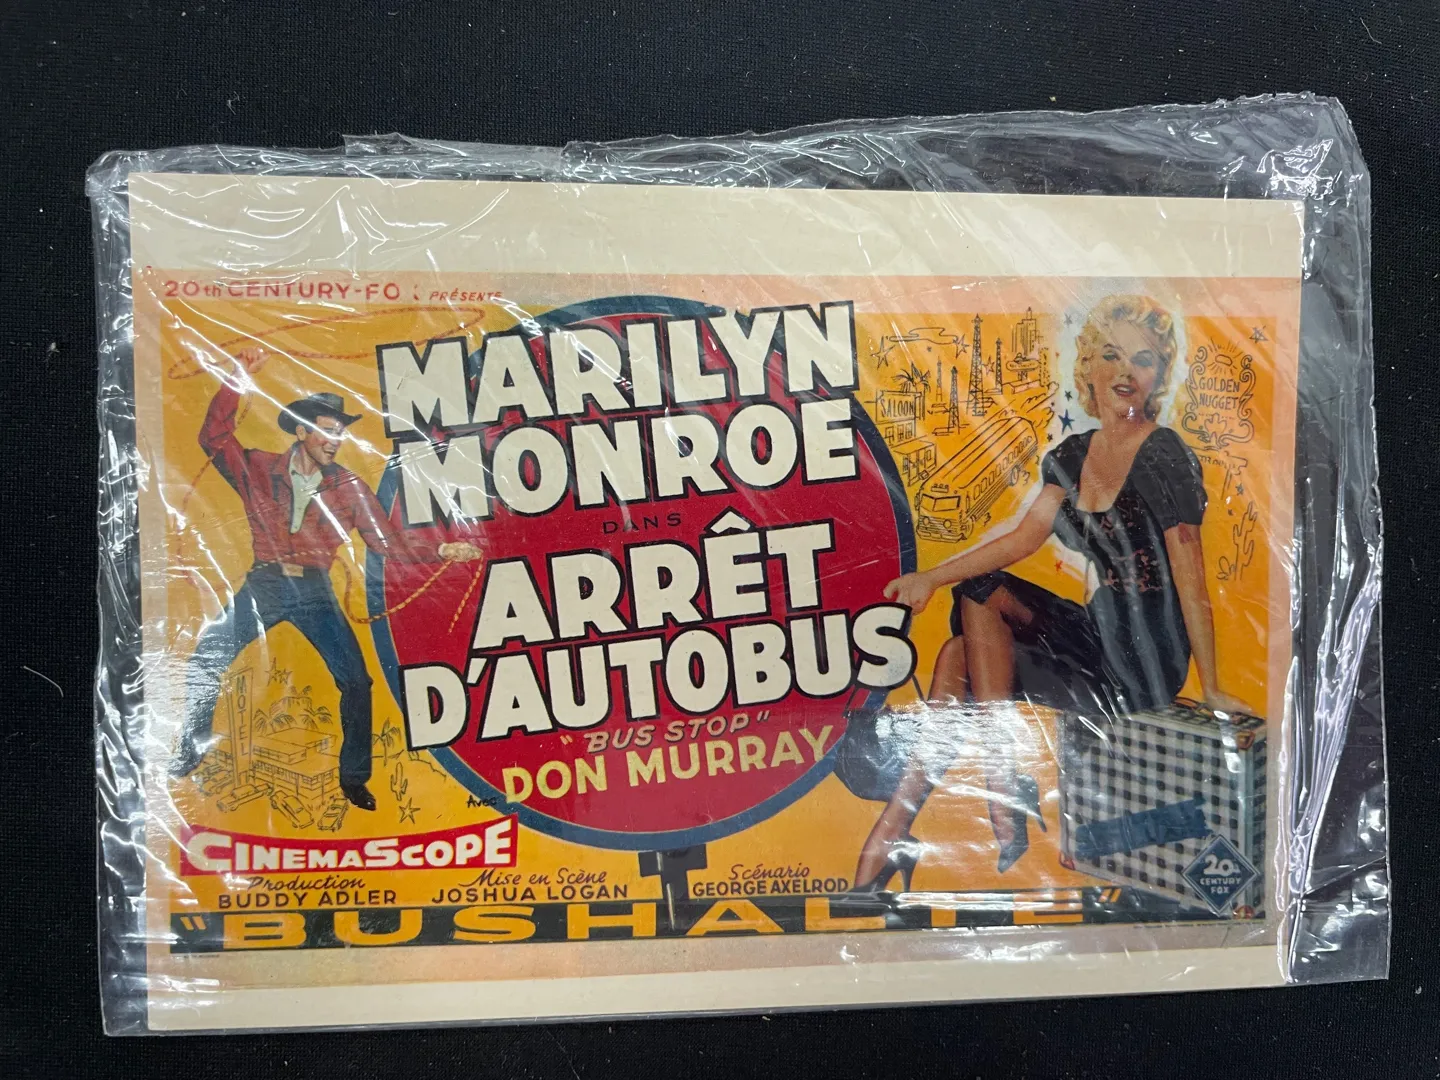 20th CENTURY-FO
PRÉSENTE
MARILYN
MONROE
DANS
ARRÊT
D'AUTOBUS
"BUS STOP"
Avec DON MURRAY
SALOON
GOLDEN
NUGGET
MOTEL
CINEMASCOPE
Production
BUDDY ADLER
Mise en Scène
JOSHUA LOGAN
Scénario
GEORGE AXELROD
20th
CENTURY
FOX
"BUSHALTE"